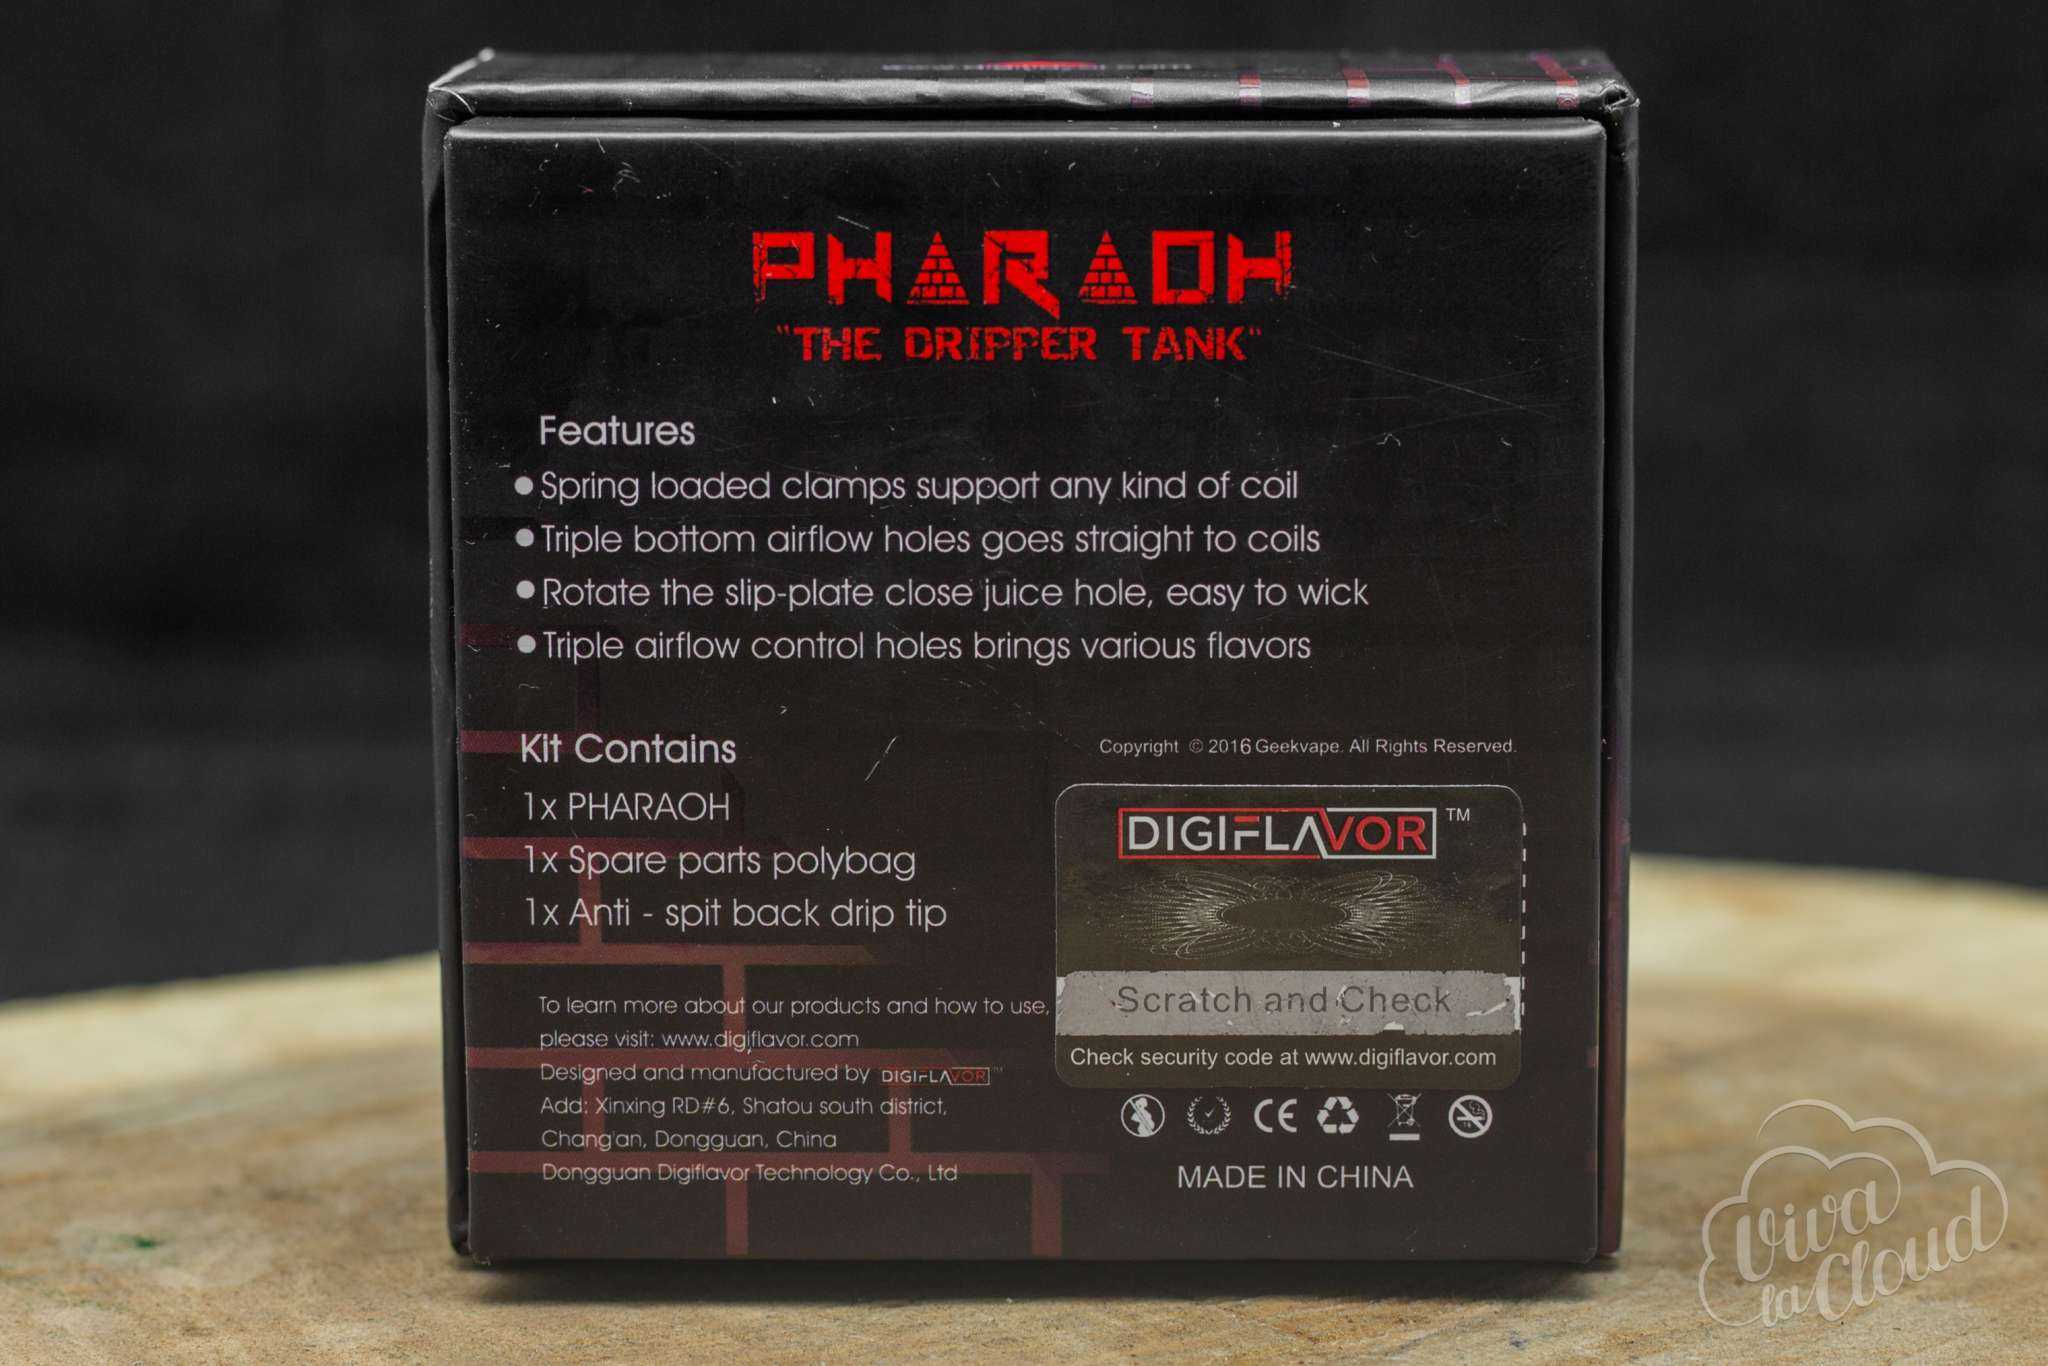 PHARAOH
"THE DRIPPER TANK"
Features
● Spring loaded clamps support any kind of coil
● Triple bottom airflow holes goes straight to coils
● Rotate the slip-plate close juice hole, easy to wick
● Triple airflow control holes brings various flavors
Kit Contains
1x PHARAOH
1x Spare parts polybag
1x Anti - spit back drip tip
To learn more about our products and how to use,
please visit: www.digiflavor.com
Designed and manufactured by DIGIFLAVOR™
Add: Xinxing RD#6, Shatou south district,
Chang'an, Dongguan, China
Dongguan Digiflavor Technology Co., Ltd
Copyright © 2016 Geekvape. All Rights Reserved.
DIGIFLAVOR™
Scratch and Check
Check security code at www.digiflavor.com
CE
MADE IN CHINA
Viva
la Cloud